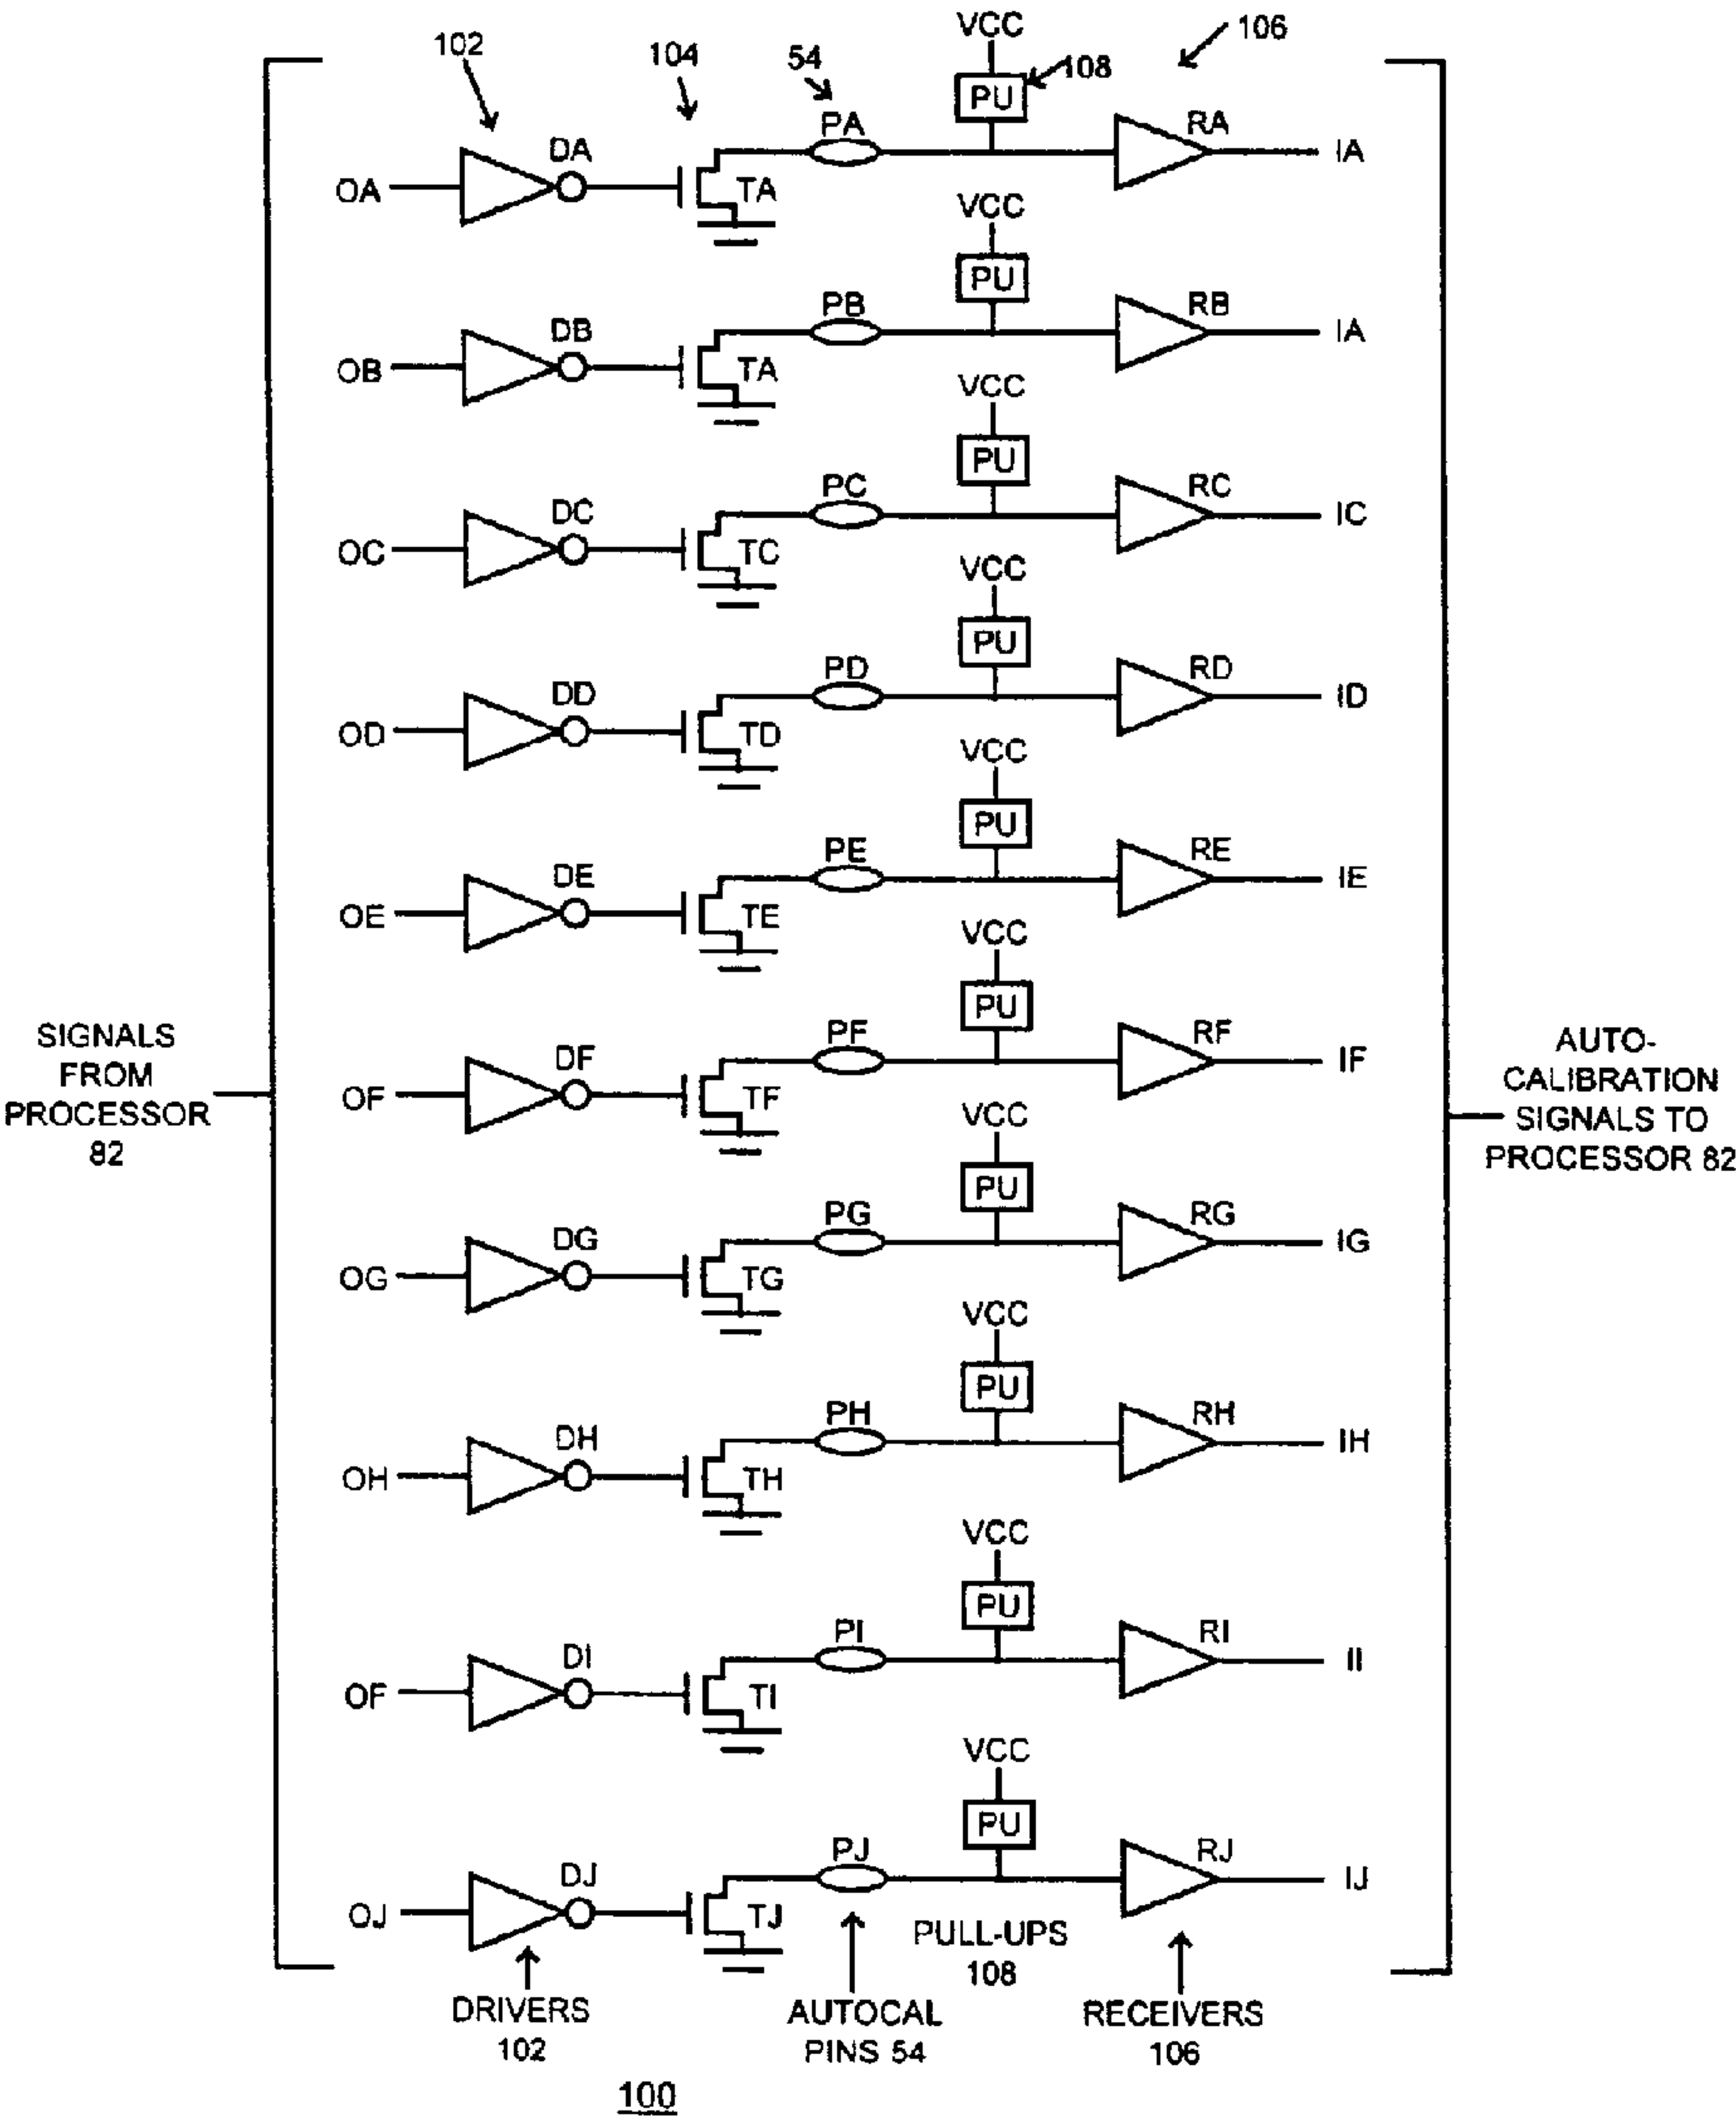 VCC
102
104
54
108
106
PU
DA
PA
RA
OA
TA
IA
VCC
PU
DB
PB
RB
OB
TA
IA
VCC
PU
DC
PC
RC
OC
TC
IC
VCC
PU
DD
PD
RD
OD
TD
ID
VCC
PU
DE
PE
RE
OE
TE
IE
VCC
PU
DF
PF
RF
OF
TF
IF
SIGNALS
FROM
PROCESSOR
82
AUTO-
CALIBRATION
SIGNALS TO
PROCESSOR 82
VCC
PU
DG
PG
RG
OG
TG
IG
VCC
PU
DH
PH
RH
OH
TH
IH
VCC
PU
DI
PI
RI
OF
TI
II
VCC
PU
DJ
PJ
RJ
OJ
TJ
IJ
PULL-UPS
108
DRIVERS
102
AUTOCAL
PINS 54
RECEIVERS
106
100